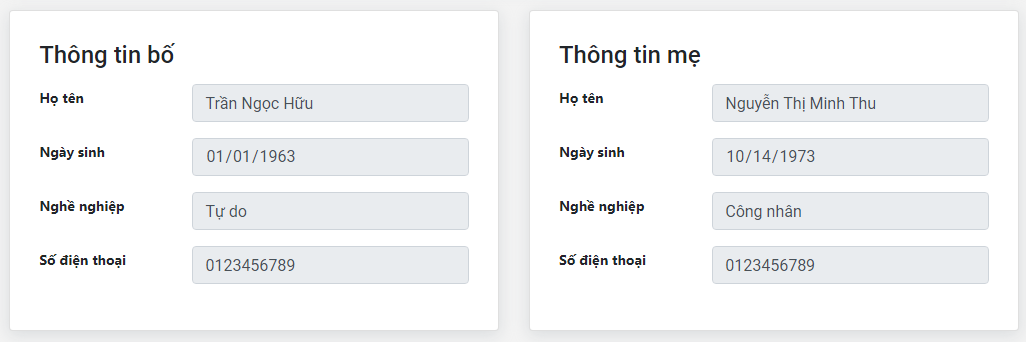 Thông tin bố
Họ tên
Trần Ngọc Hữu
Ngày sinh
01/01/1963
Nghề nghiệp
Tự do
Số điện thoại
0123456789
Thông tin mẹ
Họ tên
Nguyễn Thị Minh Thu
Ngày sinh
10/14/1973
Nghề nghiệp
Công nhân
Số điện thoại
0123456789